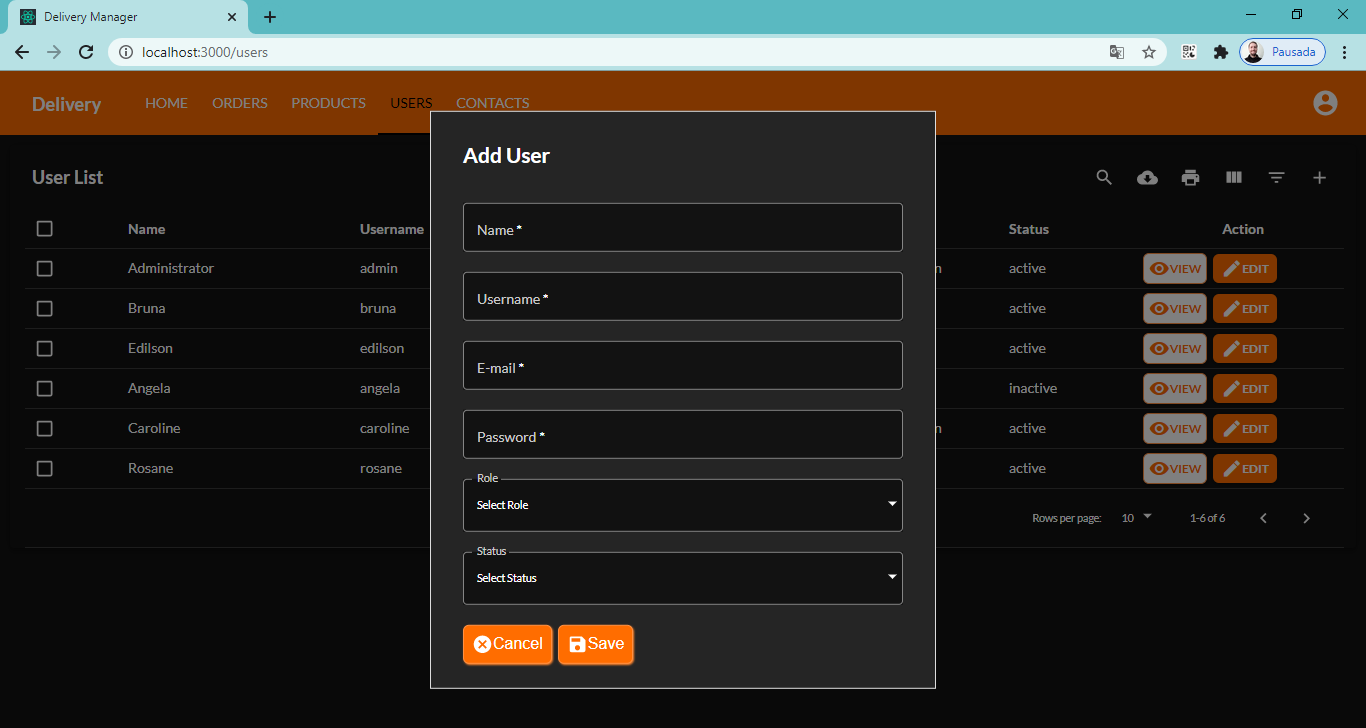 Delivery Manager
localhost:3000/users
Pausada
Delivery HOME ORDERS PRODUCTS USERS CONTACTS
Add User
User List
Name Username Status Action
Administrator admin n active VIEW EDIT
Bruna bruna active VIEW EDIT
Edilson edilson active VIEW EDIT
Angela angela inactive VIEW EDIT
Caroline caroline n active VIEW EDIT
Rosane rosane active VIEW EDIT
Rows per page: 10 1-6 of 6
Name *
Username *
E-mail *
Password *
Role
Select Role
Status
Select Status
Cancel Save